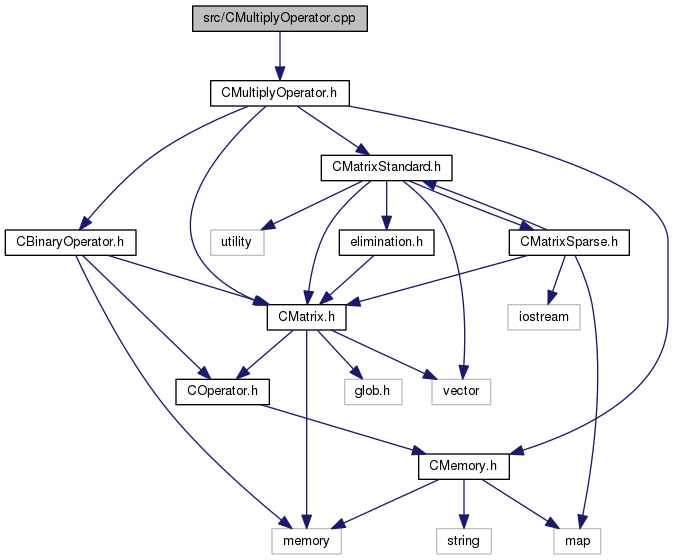 src/CMultiplyOperator.cpp
CMultiplyOperator.h
CMatrixStandard.h
CBinaryOperator.h
utility
elimination.h
CMatrixSparse.h
CMatrix.h
iostream
COperator.h
glob.h
vector
CMemory.h
memory
string
map